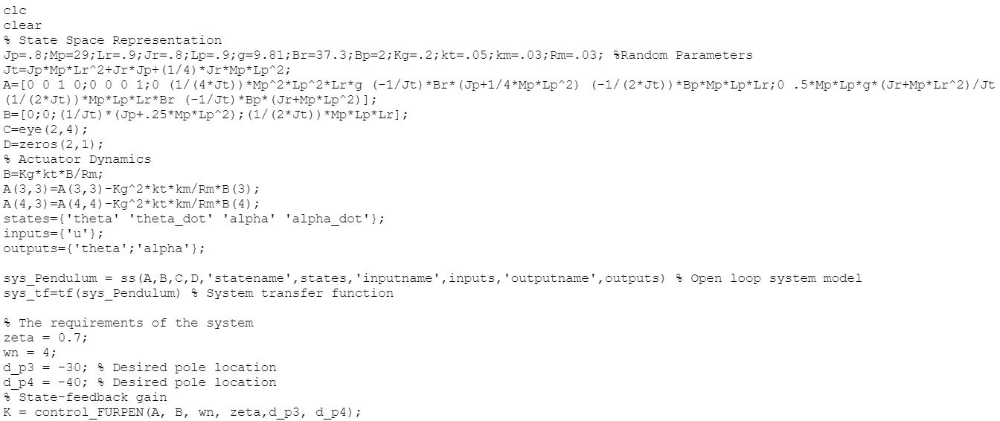 clc
clear
% State Space Representation
Jp=.8;Mp=29;Lr=.9;Jr=.8;Lp=.9;g=9.81;Br=37.3;Bp=2;Kg=.2;kt=.05;km=.03;Rm=.03; %Random Parameters
Jt=Jp*Mp*Lr^2+Jr*Jp+(1/4)*Jr*Mp*Lp^2;
A=[0 0 1 0;0 0 0 1;0 (1/(4*Jt))*Mp^2*Lp^2*Lr*g (-1/Jt)*Br*(Jp+1/4*Mp*Lp^2) (-1/(2*Jt))*Bp*Mp*Lp*Lr;0 .5*Mp*Lp*g*(Jr+Mp*Lr^2)/Jt
(1/(2*Jt))*Mp*Lp*Lr*Br (-1/Jt)*Bp*(Jr+Mp*Lp^2)];
B=[0;0;(1/Jt)*(Jp+.25*Mp*Lp^2);(1/(2*Jt))*Mp*Lp*Lr];
C=eye(2,4);
D=zeros(2,1);
% Actuator Dynamics
B=Kg*kt*B/Rm;
A(3,3)=A(3,3)-Kg^2*kt*km/Rm*B(3);
A(4,3)=A(4,4)-Kg^2*kt*km/Rm*B(4);
states={'theta' 'theta_dot' 'alpha' 'alpha_dot'};
inputs={'u'};
outputs={'theta';'alpha'};
sys_Pendulum = ss(A,B,C,D,'statename',states,'inputname',inputs,'outputname',outputs) % Open loop system model
sys_tf=tf(sys_Pendulum) % System transfer function
% The requirements of the system
zeta = 0.7;
wn = 4;
d_p3 = -30; % Desired pole location
d_p4 = -40; % Desired pole location
% State-feedback gain
K = control_FURPEN(A, B, wn, zeta,d_p3, d_p4);